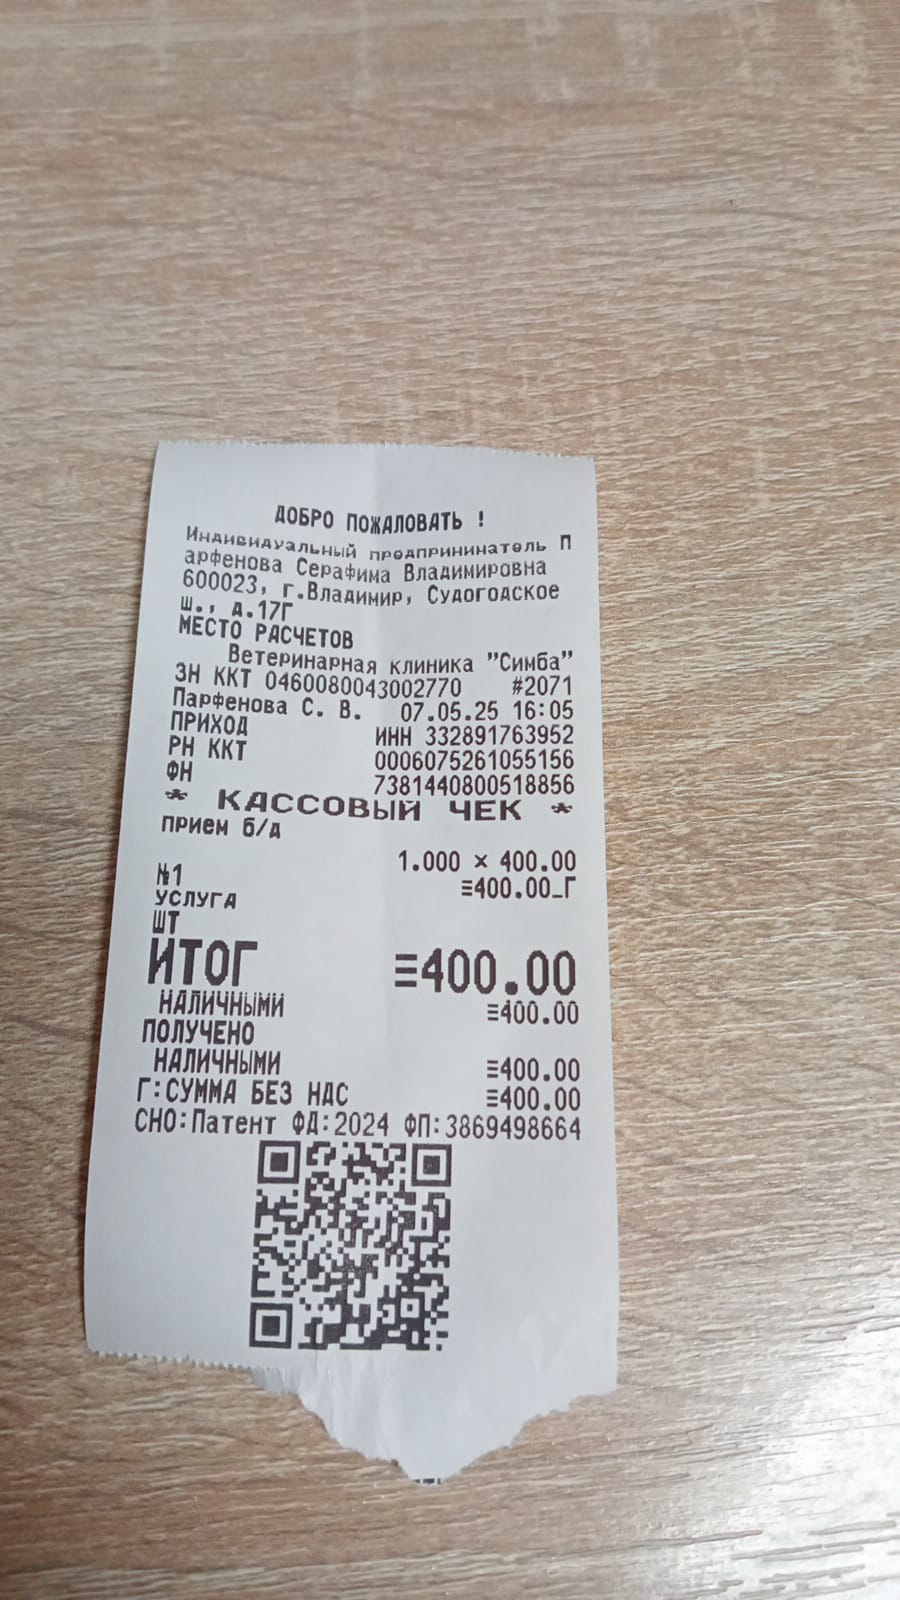 ДОБРО ПОЖАЛОВАТЬ !
Индивидуальный предпрининатель П
арфенова Серафима Владимировна
600023, г.Владимир, Судогодское
ш., д.17Г
МЕСТО РАСЧЕТОВ
Ветеринарная клиника "Симба"
ЗН ККТ 0460080043002770 #2071
Парфенова С. В. 07.05.25 16:05
ПРИХОД ИНН 332891763952
РН ККТ 0006075261055156
ФН 7381440800518856
* КАССОВЫЙ ЧЕК *
прием б/д
1.000 × 400.00
№1 ≡400.00_Г
УСЛУГА
ШТ
ИТОГ ≡400.00
НАЛИЧНЫМИ ≡400.00
ПОЛУЧЕНО
НАЛИЧНЫМИ ≡400.00
Г:СУММА БЕЗ НДС ≡400.00
СНО:Патент ФД:2024 ФП:3869498664